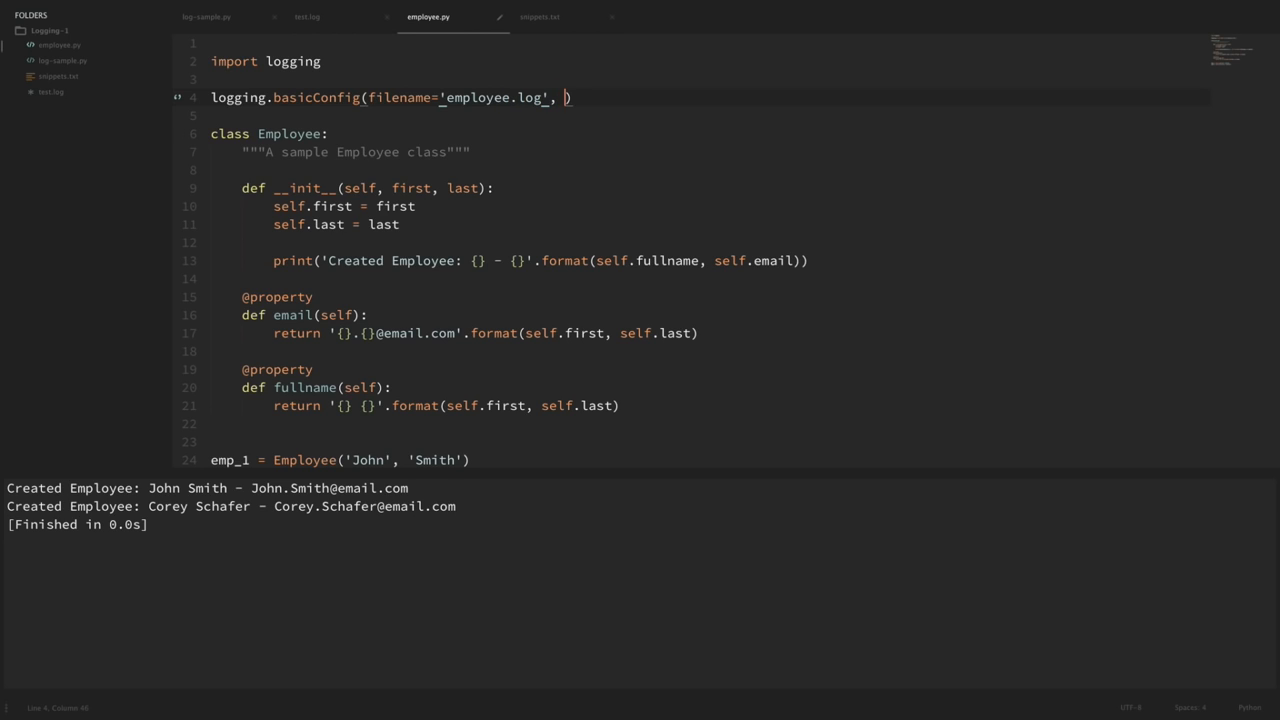 FOLDERS
Logging-1
employee.py
log-sample.py
snippets.txt
test.log
log-sample.py test.log employee.py snippets.txt
1
2 import logging
3
4 logging.basicConfig(filename='employee.log', )
5
6 class Employee:
7 """A sample Employee class"""
8
9 def __init__(self, first, last):
10 self.first = first
11 self.last = last
12
13 print('Created Employee: {} - {}'.format(self.fullname, self.email))
14
15 @property
16 def email(self):
17 return '{}.{}@email.com'.format(self.first, self.last)
18
19 @property
20 def fullname(self):
21 return '{} {}'.format(self.first, self.last)
22
23
24 emp_1 = Employee('John', 'Smith')
Created Employee: John Smith - John.Smith@email.com
Created Employee: Corey Schafer - Corey.Schafer@email.com
[Finished in 0.0s]
Line 4, Column 46 UTF-8 Spaces: 4 Python